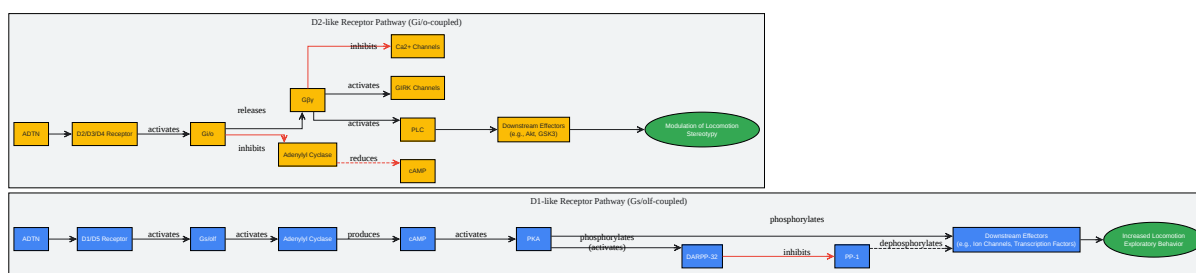 D2-like Receptor Pathway (Gi/o-coupled)
inhibits
Ca2+ Channels
activates
GIRK Channels
Gβγ
releases
activates
ADTN
D2/D3/D4 Receptor
activates
Gi/o
PLC
Downstream Effectors
(e.g., Akt, GSK3)
Modulation of Locomotion
Stereotypy
inhibits
Adenylyl Cyclase
reduces
cAMP
D1-like Receptor Pathway (Gs/olf-coupled)
ADTN
D1/D5 Receptor
activates
Gs/olf
activates
Adenylyl Cyclase
produces
cAMP
activates
PKA
phosphorylates
phosphorylates
(activates)
DARPP-32
inhibits
PP-1
dephosphorylates
Downstream Effectors
(e.g., Ion Channels, Transcription Factors)
Increased Locomotion
Exploratory Behavior